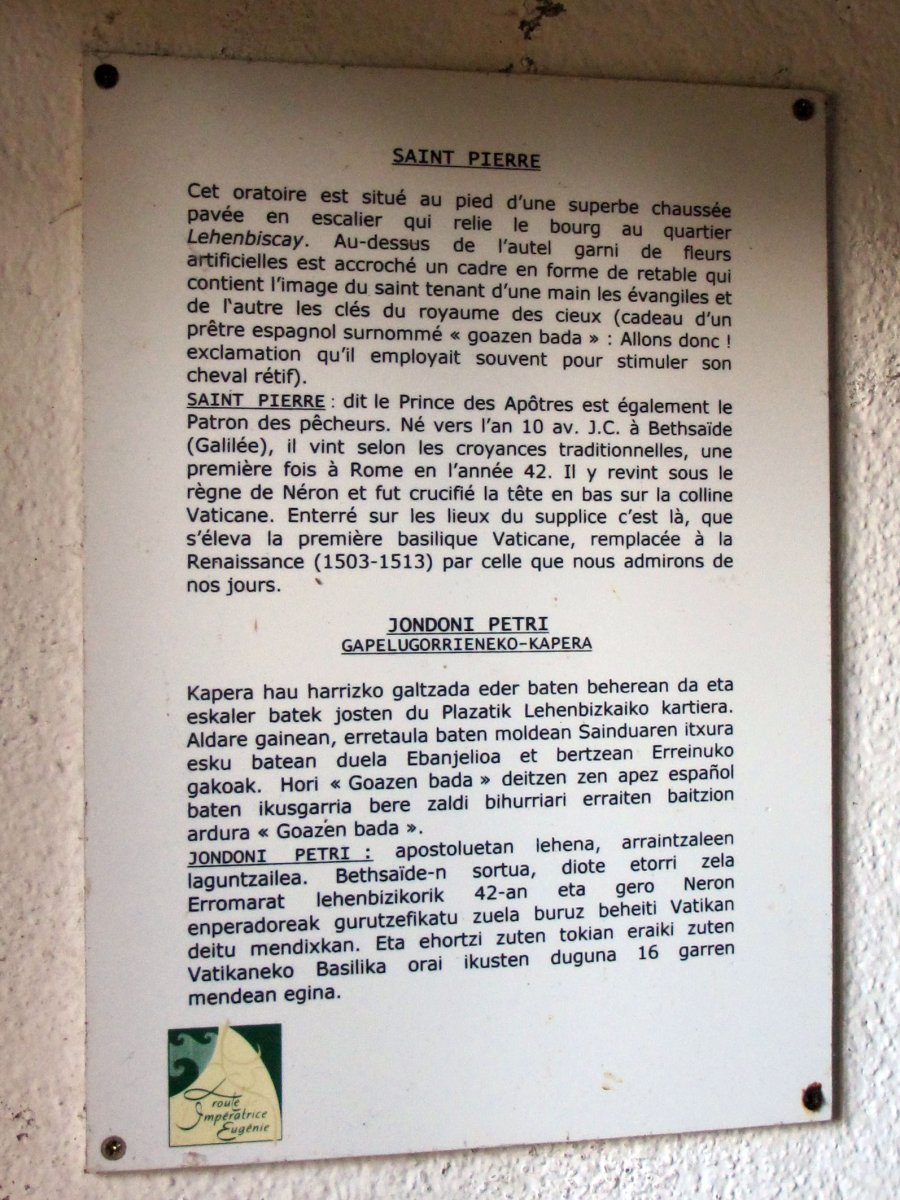 SAINT PIERRE
Cet oratoire est situé au pied d’une superbe chaussée
pavée en escalier qui relie le bourg au quartier
Lehenbiscay. Au-dessus de l’autel garni de fleurs
artificielles est accroché un cadre en forme de retable qui
contient l’image du saint tenant d’une main les évangiles et
de l‘autre les clés du royaume des cieux (cadeau d’un
prêtre espagnol surnommé « goazen bada » : Allons donc !
exclamation qu’il employait souvent pour stimuler son
cheval rétif).
SAINT PIERRE : dit le Prince des Apôtres est également le
Patron des pêcheurs. Né vers l’an 10 av. J.C. à Bethsaïde
(Galilée), il vint selon les croyances traditionnelles, une
première fois à Rome en l’année 42. Il y revint sous le
règne de Néron et fut crucifié la tête en bas sur la colline
Vaticane. Enterré sur les lieux du supplice c’est là, que
s’éleva la première basilique Vaticane, remplacée à la
Renaissance (1503-1513) par celle que nous admirons de
nos jours.
JONDONI PETRI
GAPELUGORRIENEKO-KAPERA
Kapera hau harrizko galtzada eder baten beherean da eta
eskaler batek josten du Plazatik Lehenbizkaiko kartiera.
Aldare gainean, erretaula baten moldean Sainduaren itxura
esku batean duela Ebanjelioa et bertzean Erreinuko
gakoak. Hori « Goazen bada » deitzen zen apez español
baten ikusgarria bere zaldi bihurriari erraiten baitzion
ardura « Goazen bada ».
JONDONI PETRI : apostoluetan lehena, arraintzaleen
laguntzailea. Bethsaïde-n sortua, diote etorri zela
Erromarat lehenbizikorik 42-an eta gero Neron
enperadoreak gurutzefikatu zuela buruz beheiti Vatikan
deitu mendixkan. Eta ehortzi zuten tokian eraiki zuten
Vatikaneko Basilika orai ikusten duguna 16 garren
mendean egina.
route
Impératrice
Eugénie